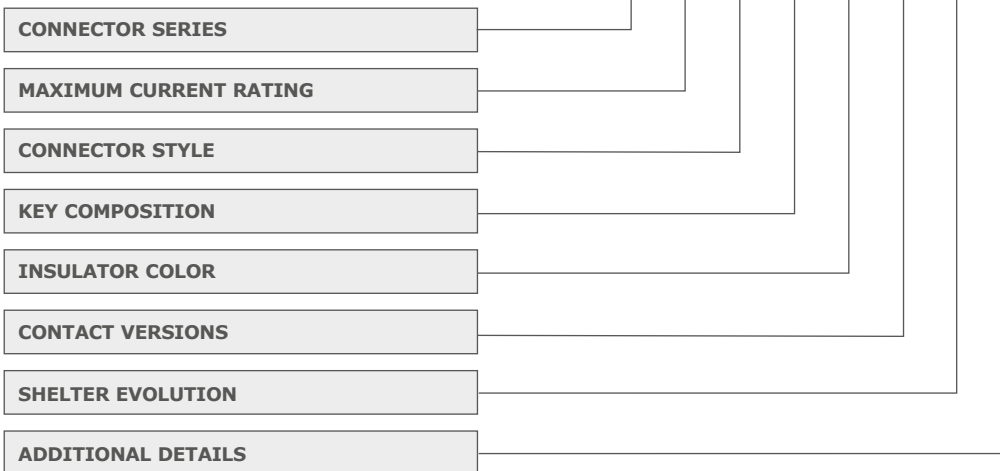 CONNECTOR SERIES
MAXIMUM CURRENT RATING
CONNECTOR STYLE
KEY COMPOSITION
INSULATOR COLOR
CONTACT VERSIONS
SHELTER EVOLUTION
ADDITIONAL DETAILS